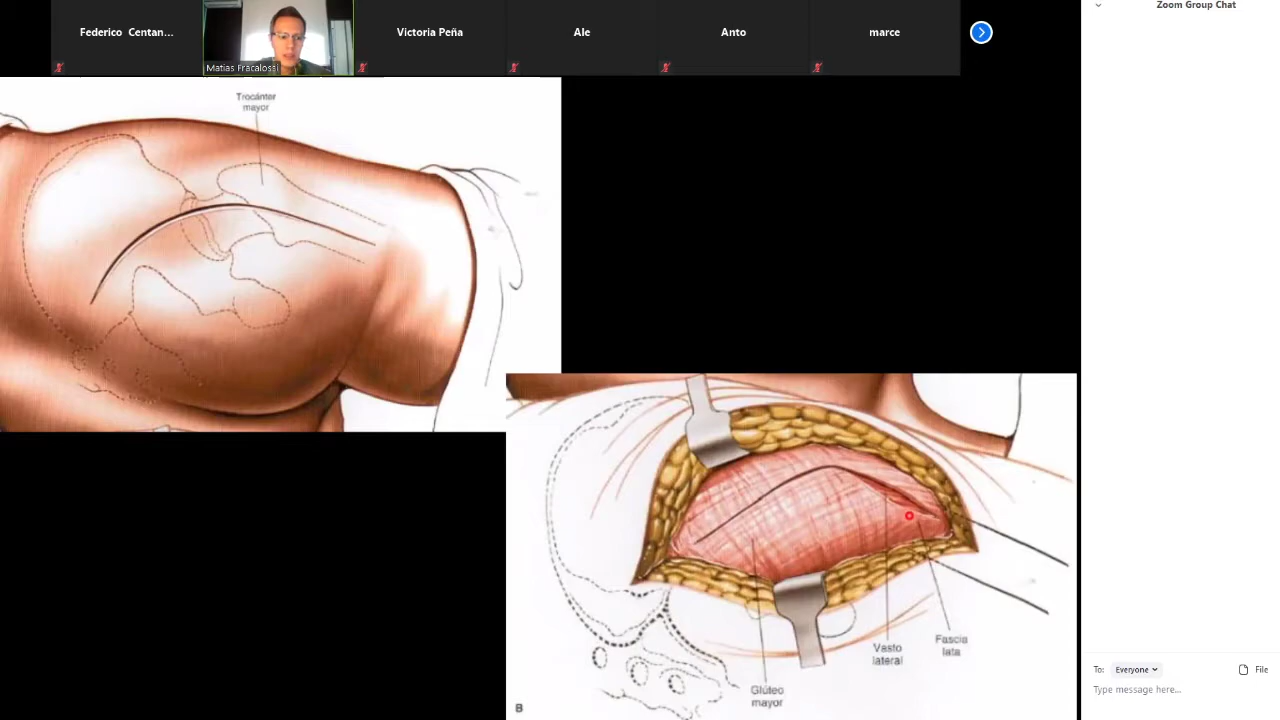 Federico Centan...
Matias Fracalossi
Victoria Peña
Ale
Anto
marce
Zoom Group Chat
Trocánter
mayor
Vasto
lateral
Fascia
lata
Glúteo
mayor
B
To: Everyone
File
Type message here...